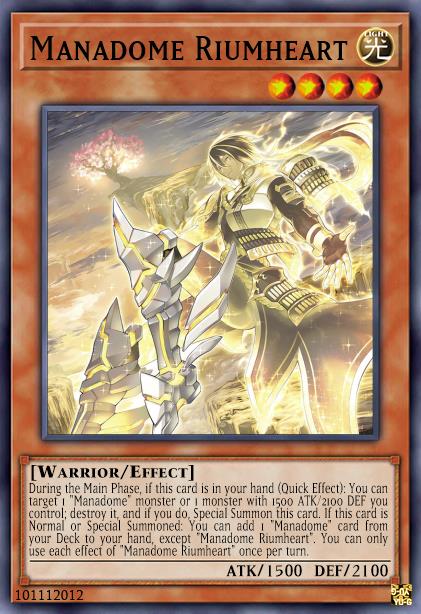 MANADOME RIUMHEART
LIGHT
光
[WARRIOR/EFFECT]
During the Main Phase, if this card is in your hand (Quick Effect): You can
target 1 "Manadome" monster or 1 monster with 1500 ATK/2100 DEF you
control; destroy it, and if you do, Special Summon this card. If this card is
Normal or Special Summoned: You can add 1 "Manadome" card from
your Deck to your hand, except "Manadome Riumheart". You can only
use each effect of "Manadome Riumheart" once per turn.
ATK/1500 DEF/2100
101112012